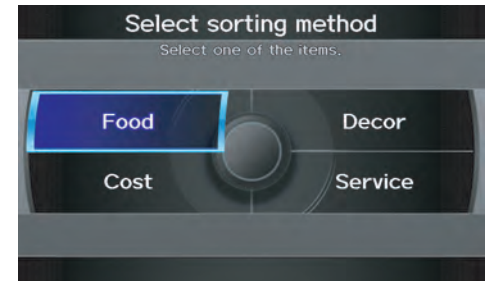 Select sorting method
Select one of the items.
Food
Decor
Cost
Service